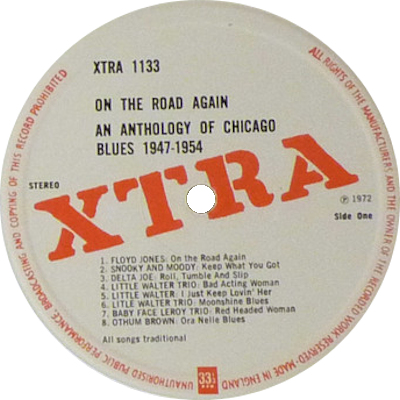 XTRA 1133
ON THE ROAD AGAIN
AN ANTHOLOGY OF CHICAGO
BLUES 1947-1954
STEREO
XTRA
℗ 1972
Side One
1. FLOYD JONES: On the Road Again
2. SNOOKY AND MOODY: Keep What You Got
3. DELTA JOE: Roll, Tumble And Slip
4. LITTLE WALTER TRIO: Bad Acting Woman
5. LITTLE WALTER: I Just Keep Lovin' Her
6. LITTLE WALTER TRIO: Moonshine Blues
7. BABY FACE LEROY TRIO: Red Headed Woman
8. OTHUM BROWN: Ora Nelle Blues
All songs traditional
33⅓
RPM
ALL RIGHTS OF THE MANUFACTURERS AND THE OWNER OF THE RECORDED WORK RESERVED·MADE IN ENGLAND
UNAUTHORISED PUBLIC PERFORMANCE, BROADCASTING AND COPYING OF THIS RECORD PROHIBITED